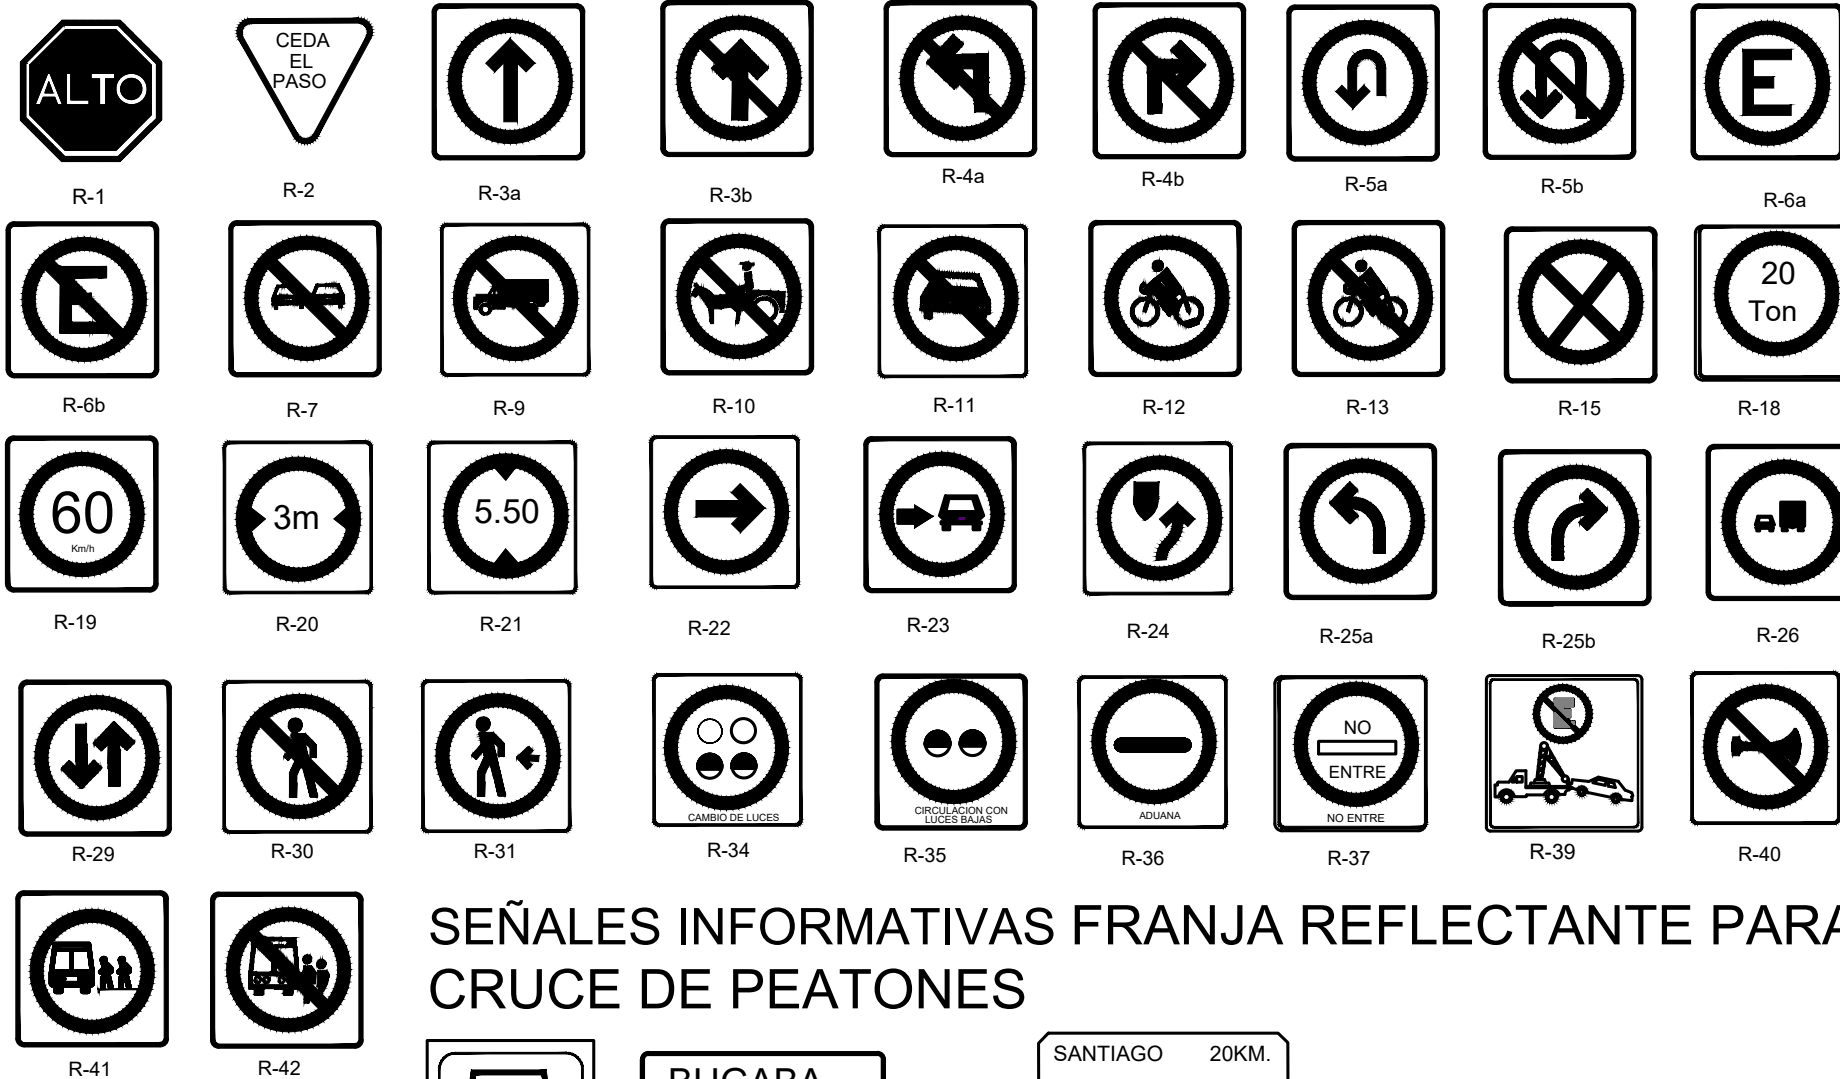 ALTO
CEDA
EL
PASO
E
R-1
R-2
R-3a
R-3b
R-4a
R-4b
R-5a
R-5b
R-6a
E
20
Ton
R-6b
R-7
R-9
R-10
R-11
R-12
R-13
R-15
R-18
60
Km/h
3m
5.50
R-19
R-20
R-21
R-22
R-23
R-24
R-25a
R-25b
R-26
CAMBIO DE LUCES
CIRCULACION CON
LUCES BAJAS
ADUANA
NO
ENTRE
NO ENTRE
E
R-29
R-30
R-31
R-34
R-35
R-36
R-37
R-39
R-40
R-41
R-42
SEÑALES INFORMATIVAS FRANJA REFLECTANTE PARA
CRUCE DE PEATONES
BUGABA
SANTIAGO 20KM.